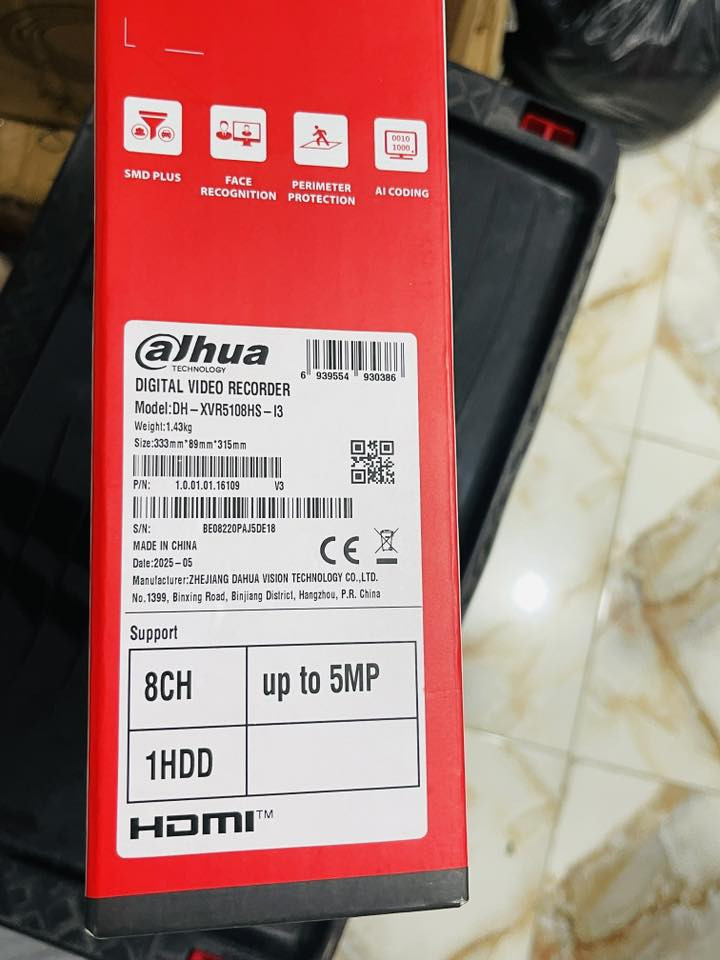 SMD PLUS
FACE
RECOGNITION
PERIMETER
PROTECTION
0010
1000
AI CODING
alhua
TECHNOLOGY
6 939554 930386
DIGITAL VIDEO RECORDER
Model:DH-XVR5108HS-I3
Weight:1.43kg
Size:333mm*89mm*315mm
P/N: 1.0.01.01.16109 V3
S/N: BE08220PAJ5DE18
MADE IN CHINA
CE
Date:2025-05
Manufacturer:ZHEJIANG DAHUA VISION TECHNOLOGY CO.,LTD.
No.1399, Binxing Road, Binjiang District, Hangzhou, P.R. China
Support
8CH up to 5MP
1HDD
HDMI™